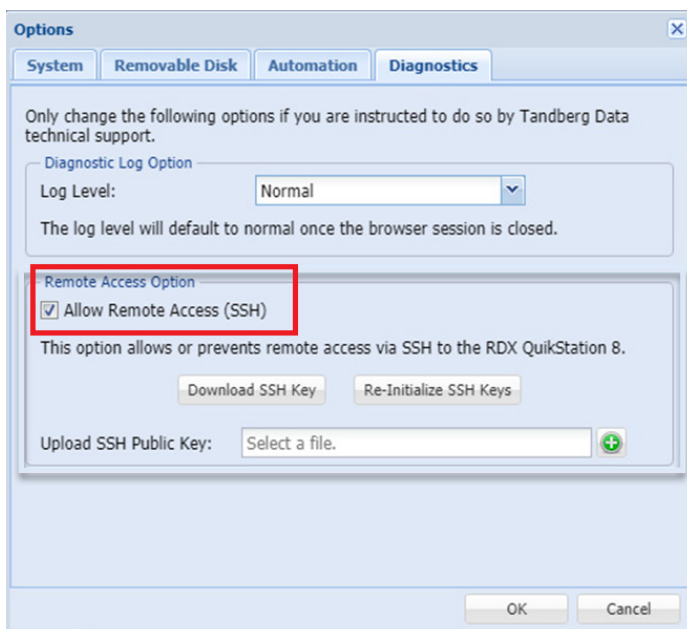 Options
System
Removable Disk
Automation
Diagnostics
Only change the following options if you are instructed to do so by Tandberg Data
technical support.
Diagnostic Log Option
Log Level:
Normal
The log level will default to normal once the browser session is closed.
Remote Access Option
Allow Remote Access (SSH)
This option allows or prevents remote access via SSH to the RDX QuikStation 8.
Download SSH Key
Re-Initialize SSH Keys
Upload SSH Public Key:
Select a file.
OK
Cancel